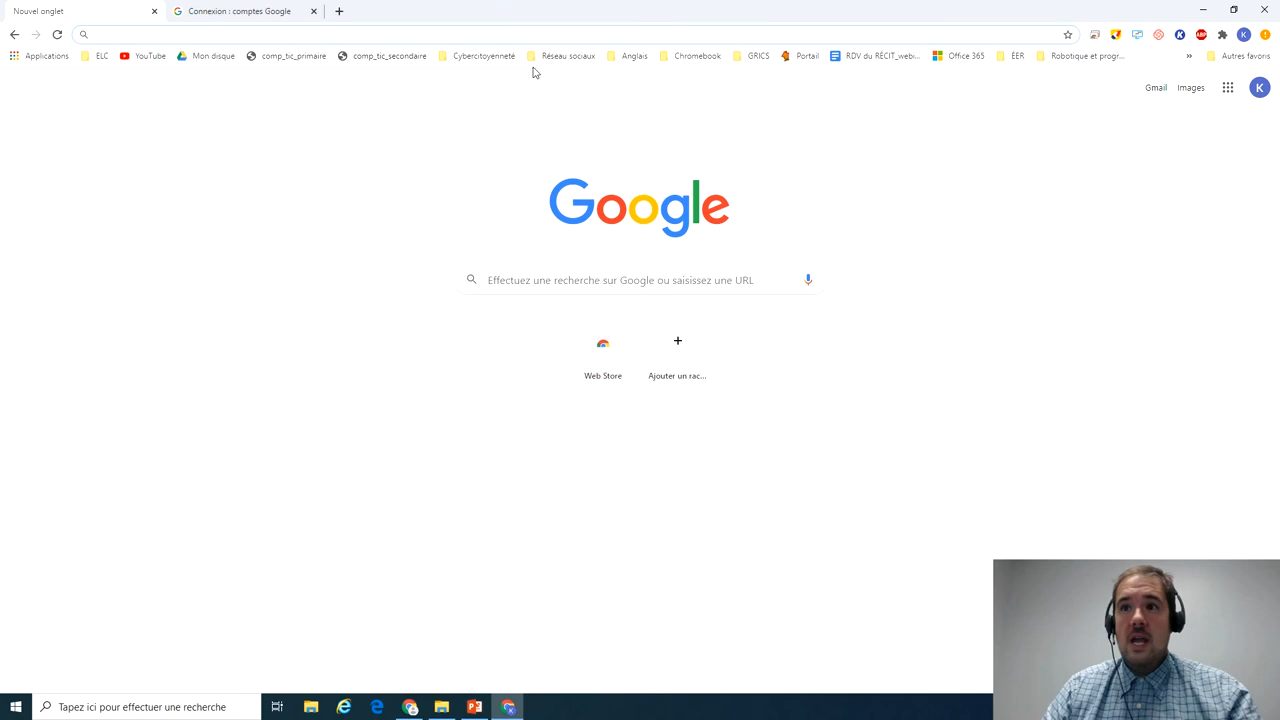 Nouvel onglet
Connexion : comptes Google
Applications ELC YouTube Mon disque comp_tic_primaire comp_tic_secondaire Cybercitoyenneté Réseau sociaux Anglais Chromebook GRICS Portail RDV du RÉCIT_webi... Office 365 ÉER Robotique et progr... » Autres favoris
Gmail Images K
Google
Effectuez une recherche sur Google ou saisissez une URL
Web Store Ajouter un rac...
Tapez ici pour effectuer une recherche